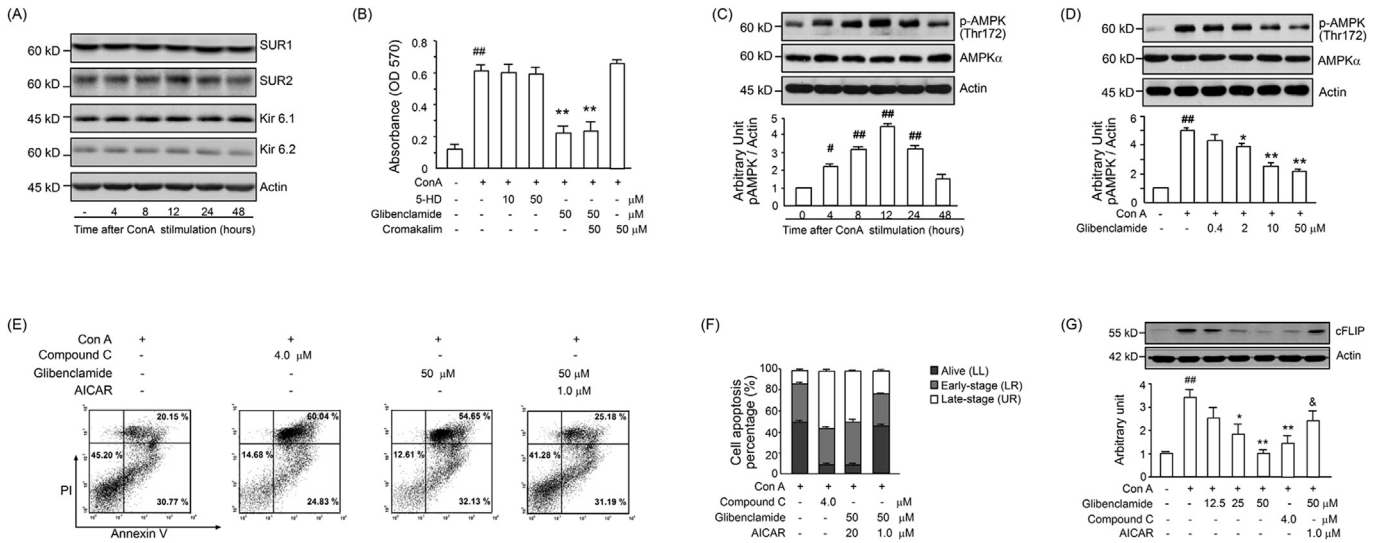 (A)
60 kD
SUR1
60 kD
SUR2
45 kD
Kir 6.1
60 kD
Kir 6.2
45 kD
Actin
- 4 8 12 24 48
Time after ConA stilmulation (hours)
(B)
Absorbance (OD 570)
0.8
0.6
0.4
0.2
0.0
##
**
**
ConA - + + + + + +
5-HD - - 10 50 - - - μM
Glibenclamide - - - - 50 50 - μM
Cromakalim - - - - - 50 50 μM
(C)
60 kD
p-AMPK
(Thr172)
60 kD
AMPKα
45 kD
Actin
Arbitrary Unit
pAMPK / Actin
5
4
3
2
1
0
#
##
##
##
0 4 8 12 24 48
Time after ConA stilmulation (hours)
(D)
60 kD
p-AMPK
(Thr172)
60 kD
AMPKα
45 kD
Actin
Arbitrary Unit
pAMPK / Actin
6
4
2
0
##
*
**
**
Con A - + + + + +
Glibenclamide - - 0.4 2 10 50 μM
(E)
Con A + + + +
Compound C - 4.0 μM - -
Glibenclamide - - 50 μM 50 μM
AICAR - - - 1.0 μM
20.15 %
45.20 %
30.77 %
60.04 %
14.68 %
24.83 %
54.65 %
12.61 %
32.13 %
25.18 %
41.28 %
31.19 %
PI
Annexin V
(F)
Cell apoptosis
percentage (%)
100
80
60
40
20
0
Alive (LL)
Early-stage (LR)
Late-stage (UR)
Con A + + + +
Compound C - 4.0 - - μM
Glibenclamide - - 50 50 μM
AICAR - - 20 1.0 μM
(G)
55 kD
cFLIP
42 kD
Actin
Arbitrary unit
4
2
0
##
*
**
**
&
Con A - + + + + + +
Glibenclamide - - 12.5 25 50 - 50 μM
Compound C - - - - - 4.0 - μM
AICAR - - - - - - 1.0 μM